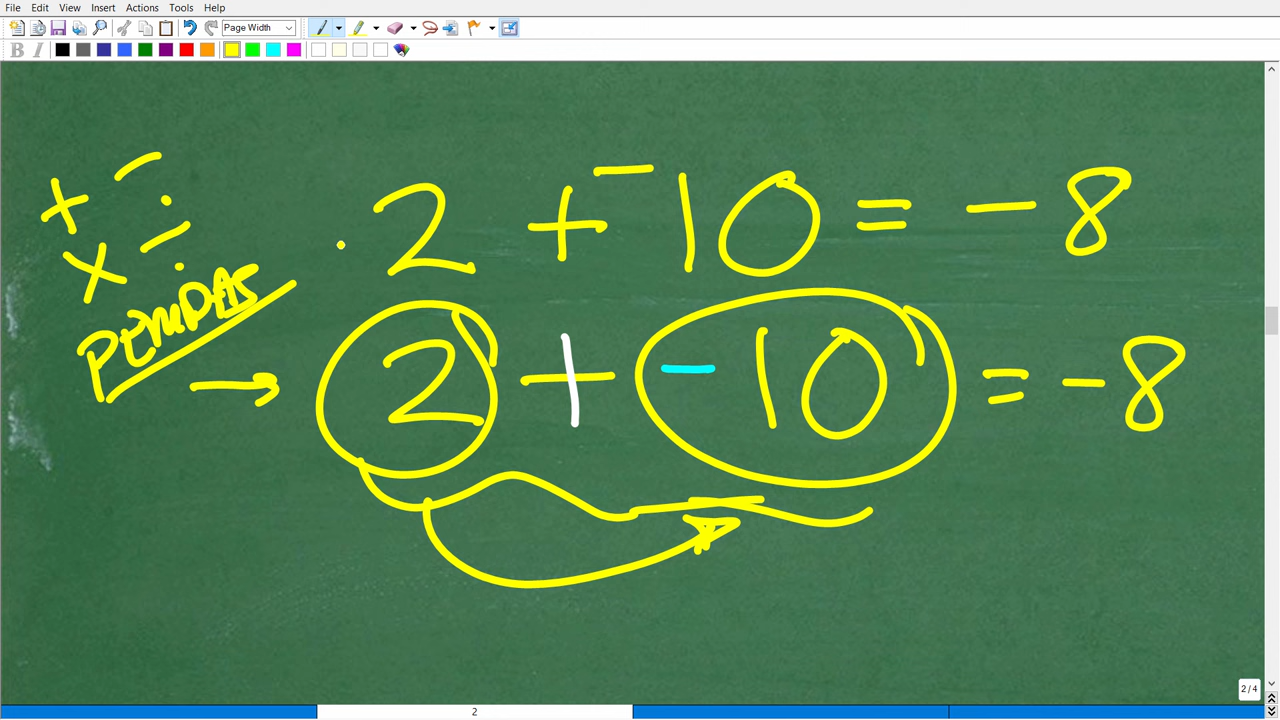 File Edit View Insert Actions Tools Help
Page Width
B I
+ −
× ÷
PEMDAS
2 + -10 = -8
→ 2 + -10 = -8
2/4
2